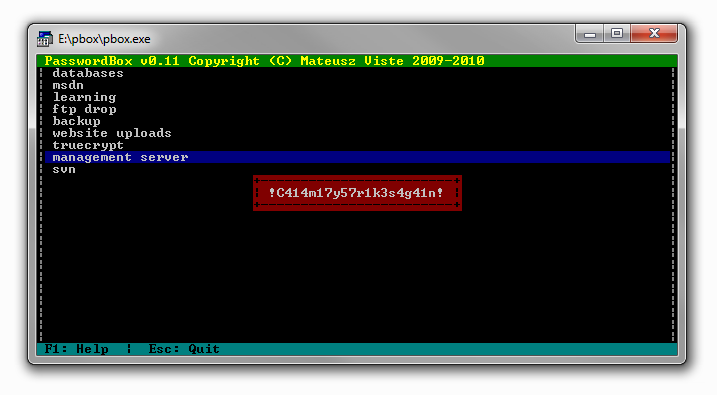 E:\pbox\pbox.exe
PasswordBox v0.11 Copyright (C) Mateusz Viste 2009-2010
databases
msdn
learning
ftp drop
backup
website uploads
truecrypt
management server
svn
!C414m17y57r1k3s4g41n!
F1: Help ¦ Esc: Quit